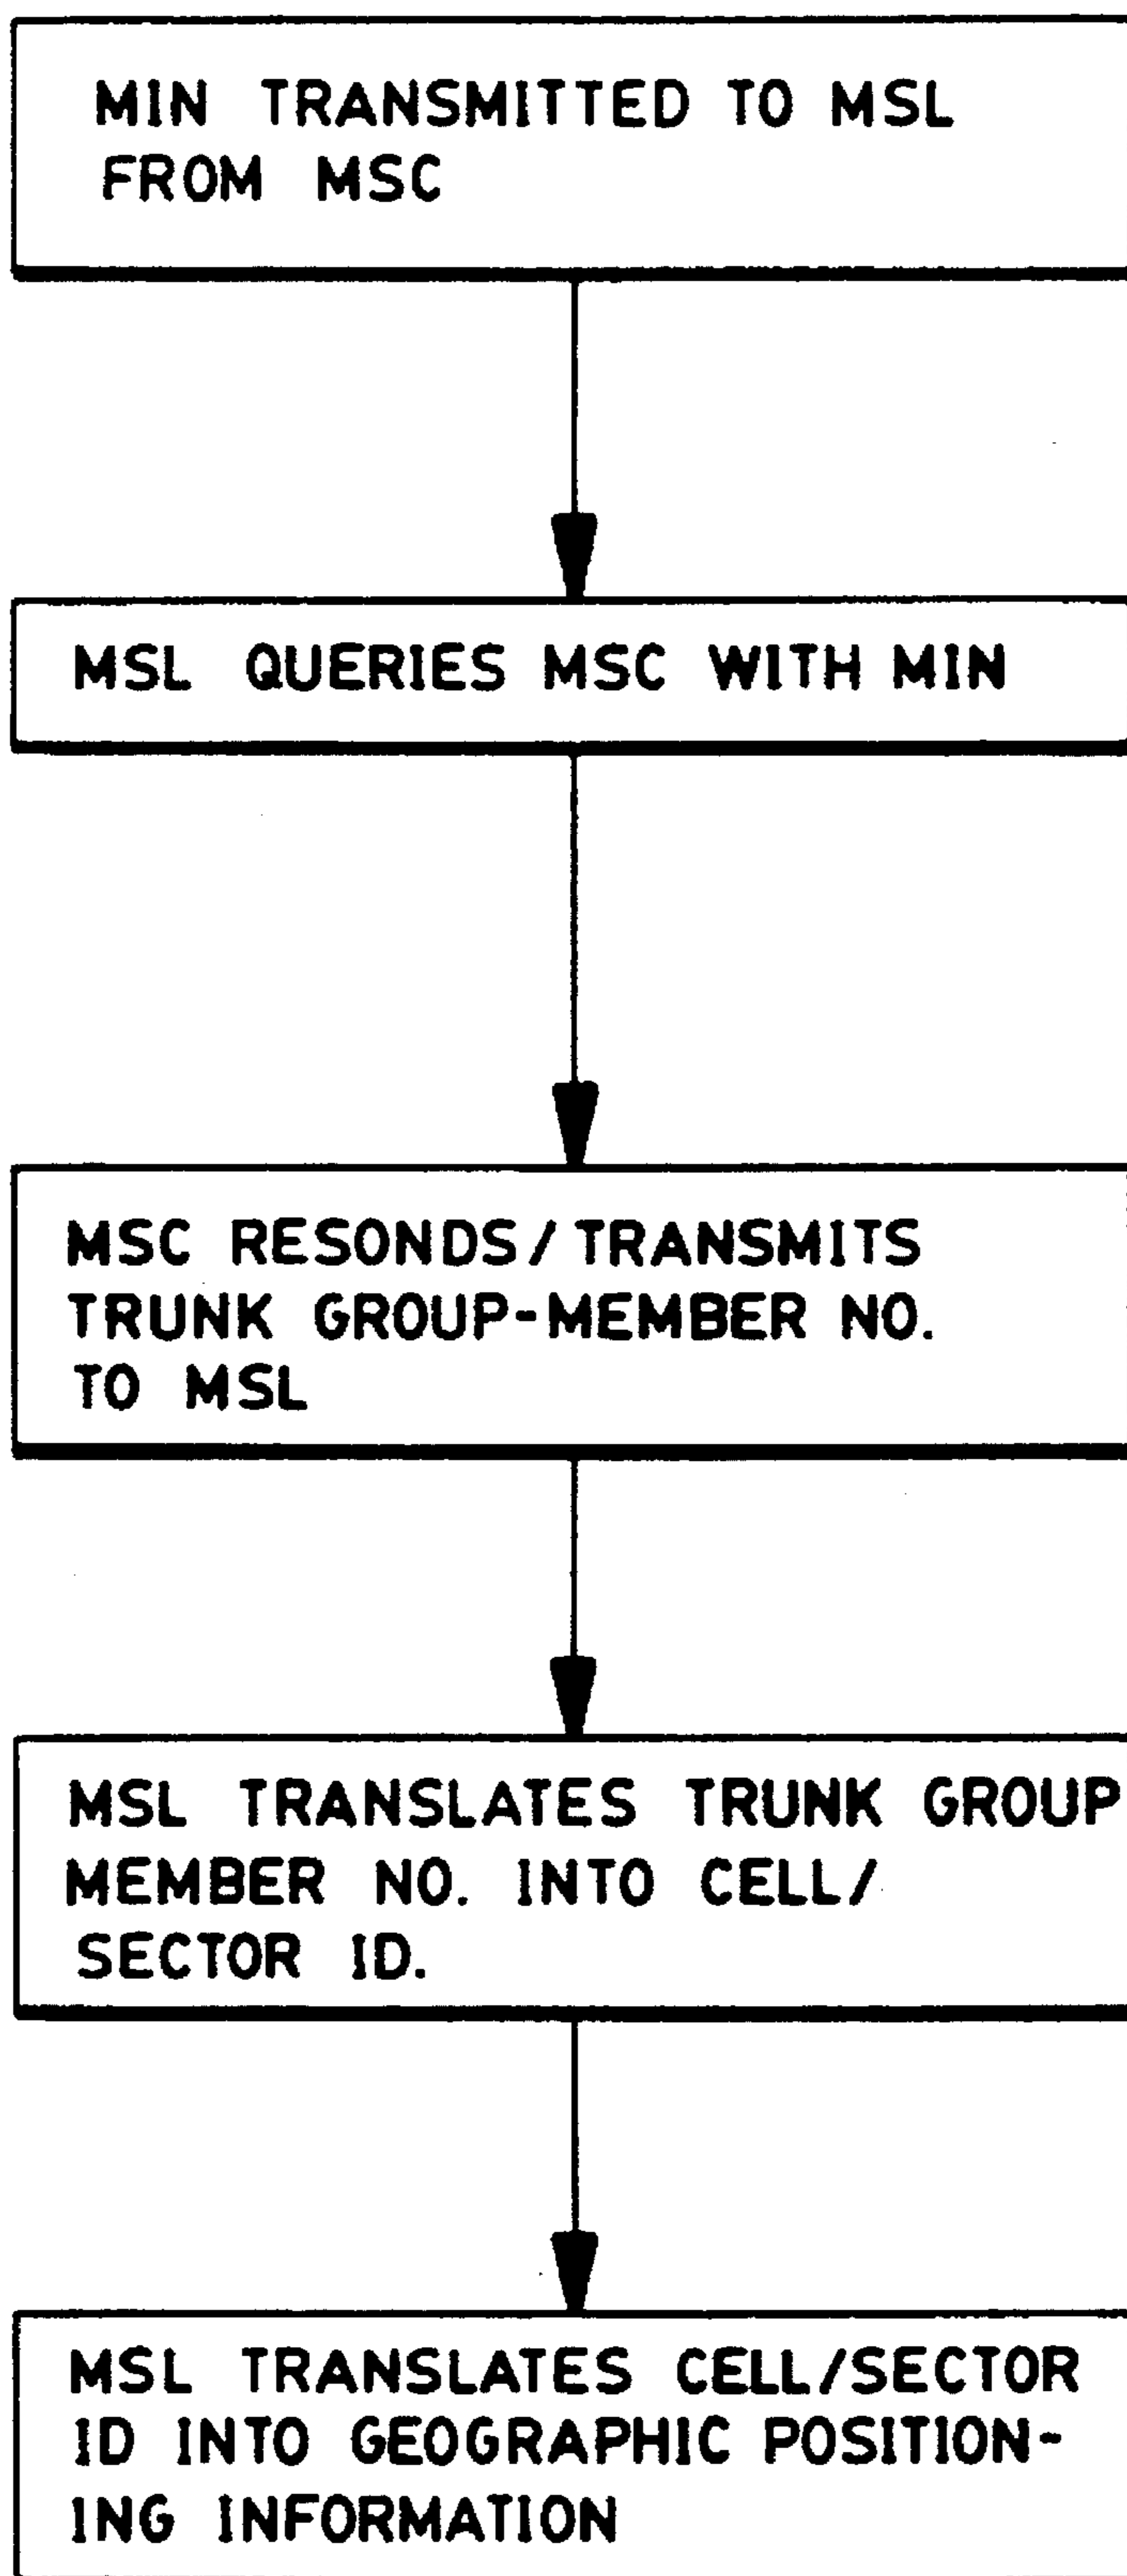 MIN TRANSMITTED TO MSL
FROM MSC
MSL QUERIES MSC WITH MIN
MSC RESONDS/TRANSMITS
TRUNK GROUP-MEMBER NO.
TO MSL
MSL TRANSLATES TRUNK GROUP
MEMBER NO. INTO CELL/
SECTOR ID.
MSL TRANSLATES CELL/SECTOR
ID INTO GEOGRAPHIC POSITION-
ING INFORMATION